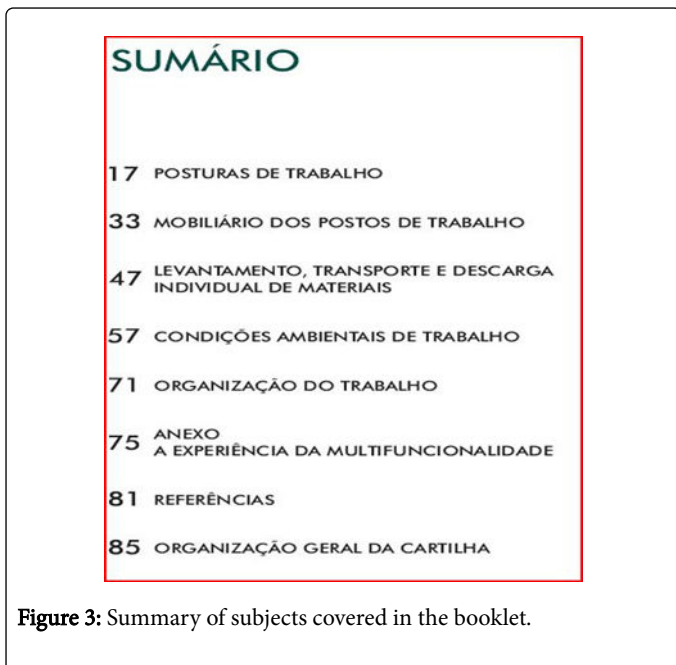 SUMÁRIO
17 POSTURAS DE TRABALHO
33 MOBILIÁRIO DOS POSTOS DE TRABALHO
47 LEVANTAMENTO, TRANSPORTE E DESCARGA
INDIVIDUAL DE MATERIAIS
57 CONDIÇÕES AMBIENTAIS DE TRABALHO
71 ORGANIZAÇÃO DO TRABALHO
75 ANEXO
A EXPERIÊNCIA DA MULTIFUNCIONALIDADE
81 REFERÊNCIAS
85 ORGANIZAÇÃO GERAL DA CARTILHA
Figure 3: Summary of subjects covered in the booklet.